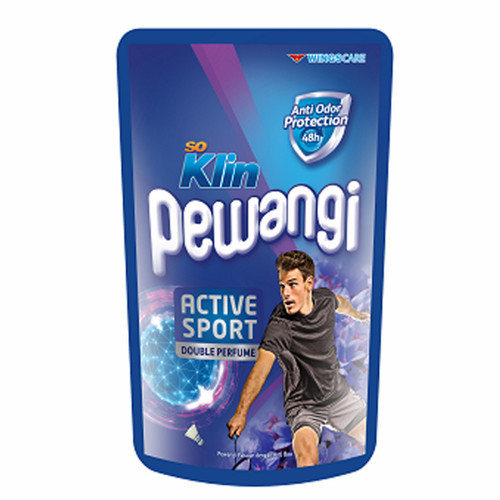 WINGSCARE
Anti Odor
Protection
48h
SO
Klin
Pewangi
ACTIVE
SPORT
DOUBLE PERFUME